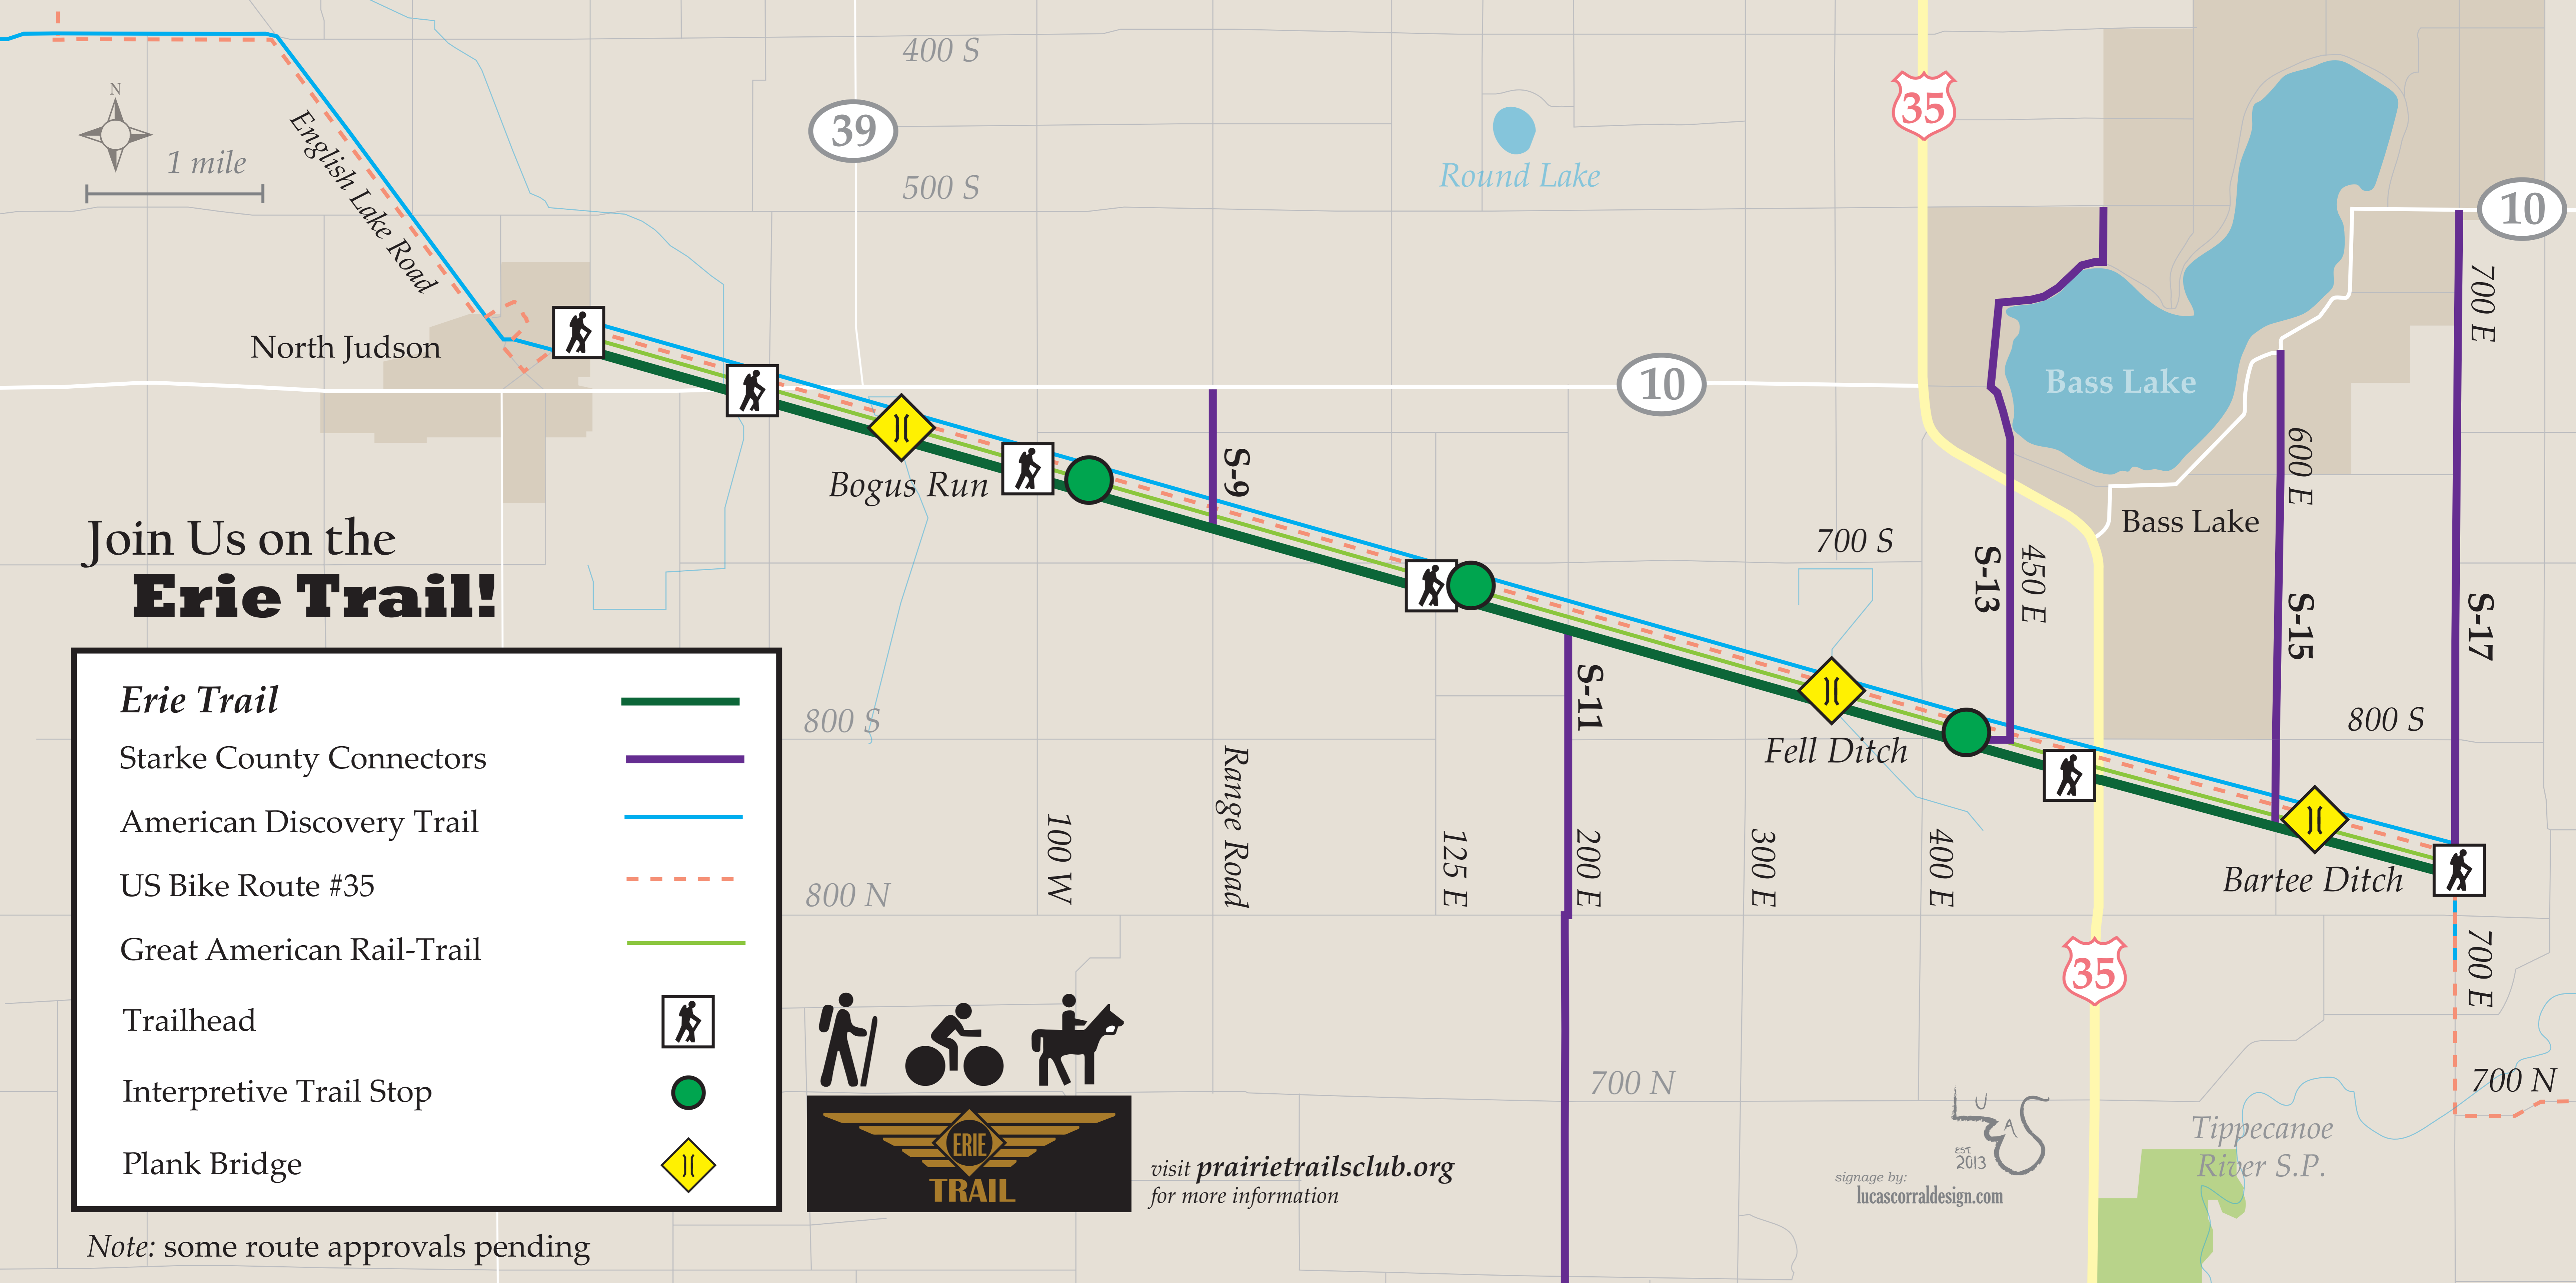 400 S
39
35
N
1 mile
English Lake Road
Round Lake
500 S
10
700 E
North Judson
10
Bass Lake
Bogus Run
S-9
600 E
Bass Lake
Join Us on the
Erie Trail!
700 S
S-13
450 E
S-15
S-17
S-11
800 S
800 S
Fell Ditch
Range Road
100 W
125 E
200 E
300 E
400 E
800 N
Bartee Ditch
700 E
35
Erie Trail
Starke County Connectors
American Discovery Trail
US Bike Route #35
Great American Rail-Trail
Trailhead
Interpretive Trail Stop
Plank Bridge
Note: some route approvals pending
ERIE
TRAIL
visit prairietrailsclub.org
for more information
700 N
700 N
LUAS
est
2013
signage by:
lucascorraldesign.com
Tippecanoe
River S.P.